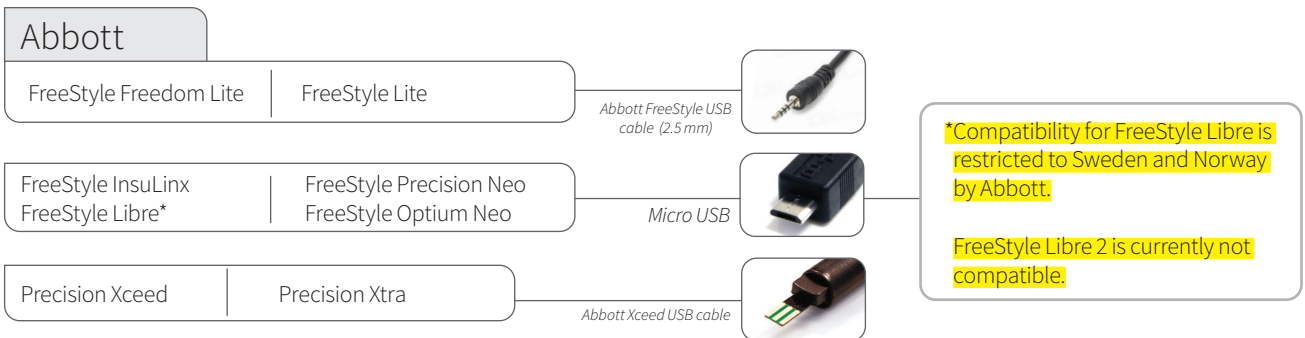 Abbott
FreeStyle Freedom Lite
FreeStyle Lite
Abbott FreeStyle USB
cable (2.5 mm)
FreeStyle InsuLinx
FreeStyle Libre*
FreeStyle Precision Neo
FreeStyle Optium Neo
Micro USB
*Compatibility for FreeStyle Libre is
restricted to Sweden and Norway
by Abbott.
FreeStyle Libre 2 is currently not
compatible.
Precision Xceed
Precision Xtra
Abbott Xceed USB cable